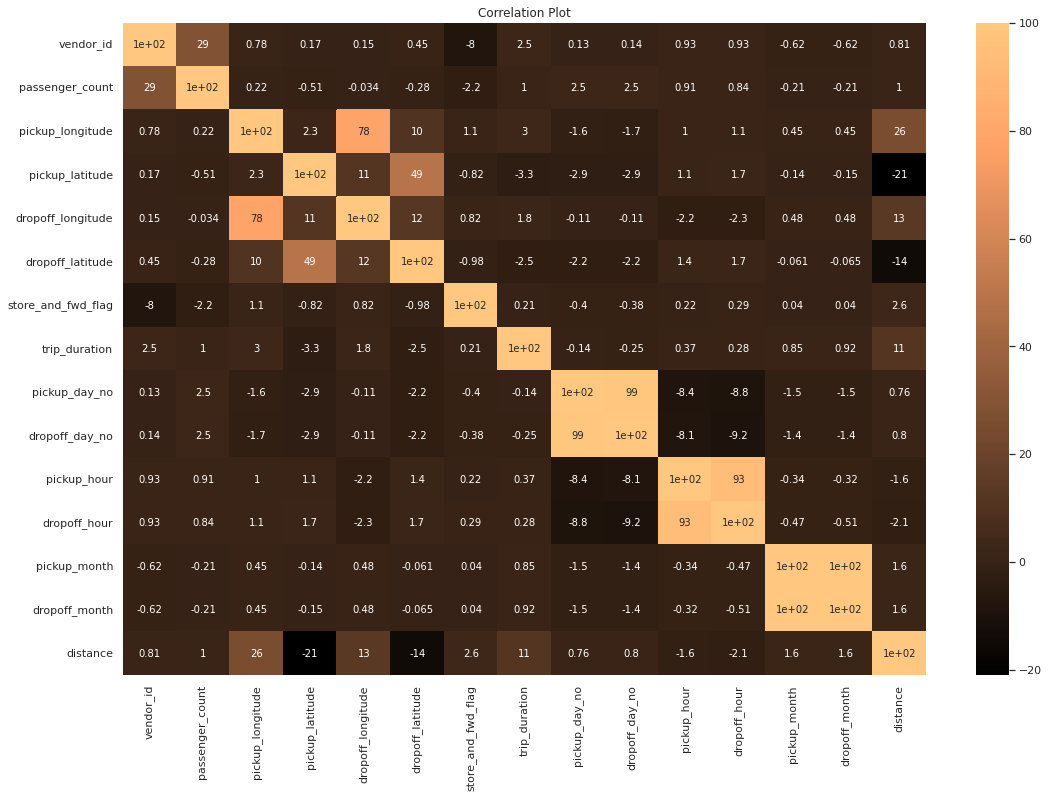 Correlation Plot
vendor_id 1e+02 29 0.78 0.17 0.15 0.45 -8 2.5 0.13 0.14 0.93 0.93 -0.62 -0.62 0.81
passenger_count 29 1e+02 0.22 -0.51 -0.034 -0.28 -2.2 1 2.5 2.5 0.91 0.84 -0.21 -0.21 1
pickup_longitude 0.78 0.22 1e+02 2.3 78 10 1.1 3 -1.6 -1.7 1 1.1 0.45 0.45 26
pickup_latitude 0.17 -0.51 2.3 1e+02 11 49 -0.82 -3.3 -2.9 -2.9 1.1 1.7 -0.14 -0.15 -21
dropoff_longitude 0.15 -0.034 78 11 1e+02 12 0.82 1.8 -0.11 -0.11 -2.2 -2.3 0.48 0.48 13
dropoff_latitude 0.45 -0.28 10 49 12 1e+02 -0.98 -2.5 -2.2 -2.2 1.4 1.7 -0.061 -0.065 -14
store_and_fwd_flag -8 -2.2 1.1 -0.82 0.82 -0.98 1e+02 0.21 -0.4 -0.38 0.22 0.29 0.04 0.04 2.6
trip_duration 2.5 1 3 -3.3 1.8 -2.5 0.21 1e+02 -0.14 -0.25 0.37 0.28 0.85 0.92 11
pickup_day_no 0.13 2.5 -1.6 -2.9 -0.11 -2.2 -0.4 -0.14 1e+02 99 -8.4 -8.8 -1.5 -1.5 0.76
dropoff_day_no 0.14 2.5 -1.7 -2.9 -0.11 -2.2 -0.38 -0.25 99 1e+02 -8.1 -9.2 -1.4 -1.4 0.8
pickup_hour 0.93 0.91 1 1.1 -2.2 1.4 0.22 0.37 -8.4 -8.1 1e+02 93 -0.34 -0.32 -1.6
dropoff_hour 0.93 0.84 1.1 1.7 -2.3 1.7 0.29 0.28 -8.8 -9.2 93 1e+02 -0.47 -0.51 -2.1
pickup_month -0.62 -0.21 0.45 -0.14 0.48 -0.061 0.04 0.85 -1.5 -1.4 -0.34 -0.47 1e+02 1e+02 1.6
dropoff_month -0.62 -0.21 0.45 -0.15 0.48 -0.065 0.04 0.92 -1.5 -1.4 -0.32 -0.51 1e+02 1e+02 1.6
distance 0.81 1 26 -21 13 -14 2.6 11 0.76 0.8 -1.6 -2.1 1.6 1.6 1e+02
vendor_id
passenger_count
pickup_longitude
pickup_latitude
dropoff_longitude
dropoff_latitude
store_and_fwd_flag
trip_duration
pickup_day_no
dropoff_day_no
pickup_hour
dropoff_hour
pickup_month
dropoff_month
distance
100
80
60
40
20
0
−20